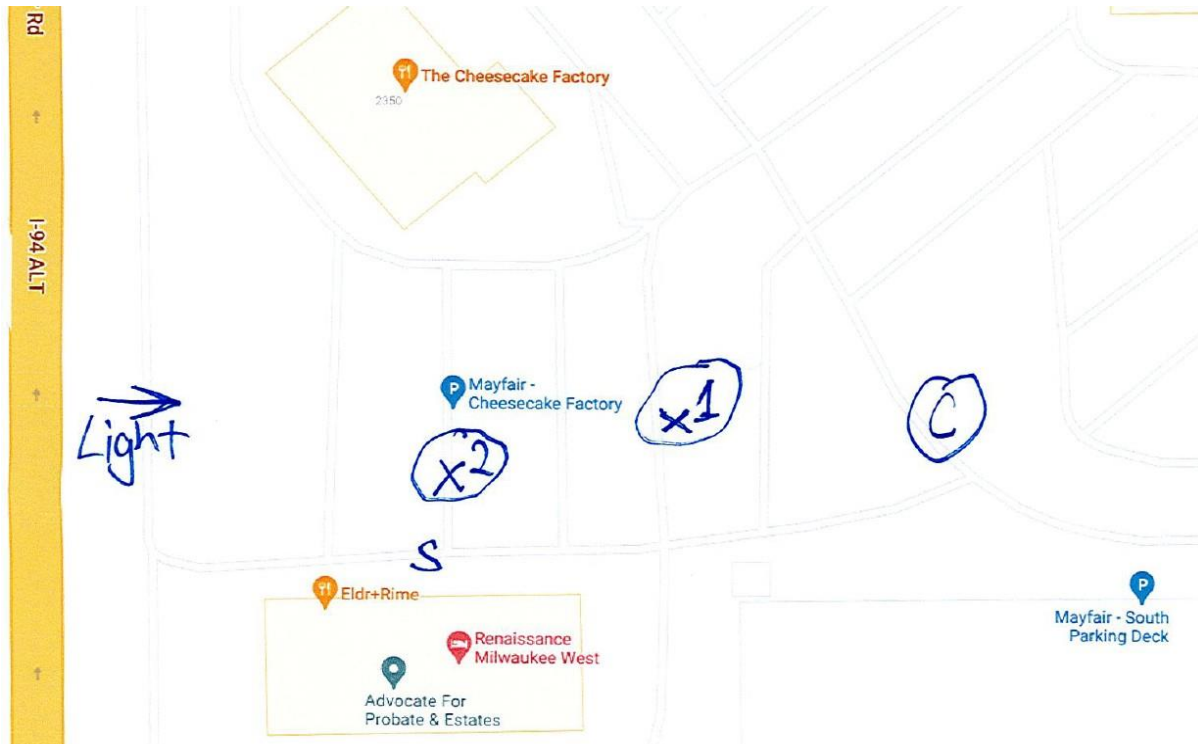 Rd
The Cheesecake Factory
2350
I-94 ALT
Mayfair -
Cheesecake Factory
x1
C
Light
x2
S
Eldr+Rime
Mayfair - South
Parking Deck
Renaissance
Milwaukee West
Advocate For
Probate & Estates